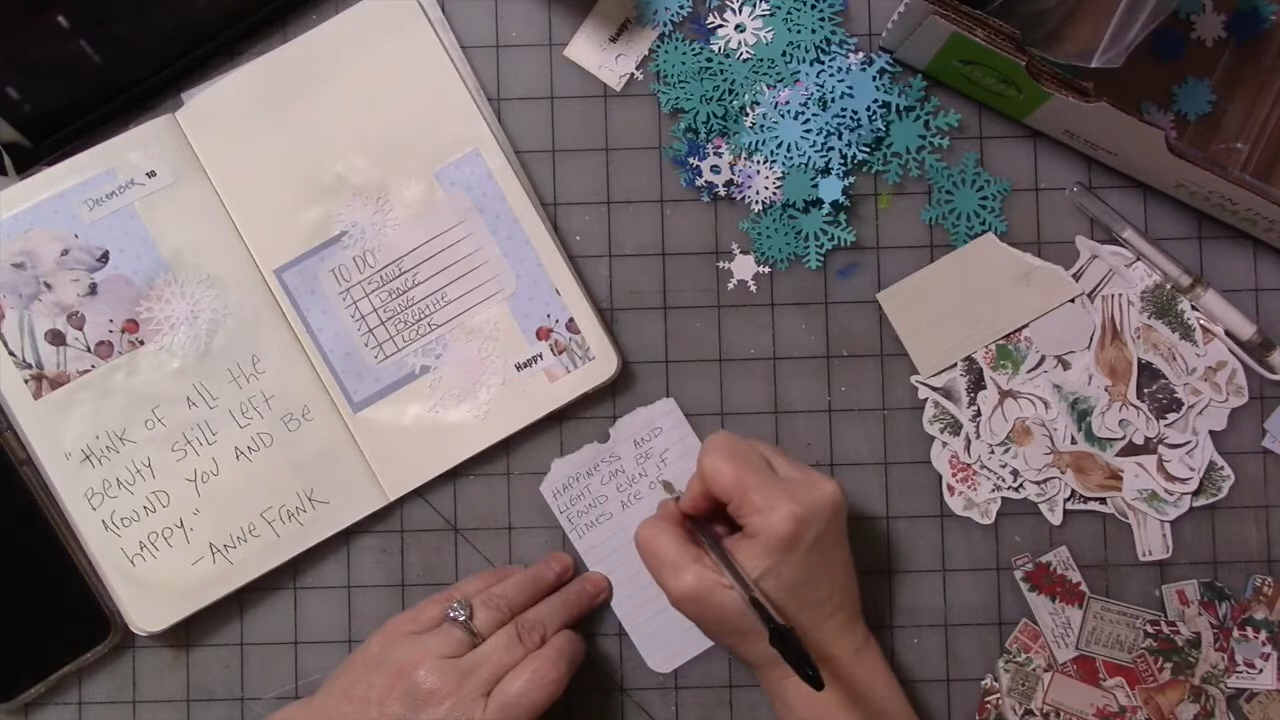 December 18
"think of ALL the
BEAUTY STILL LEFT
AROUND YOU AND BE
HAPPY."
-ANNE FRANK
TO DO:
SMILE
DANCE
SING
BREATHE
LOOK
Happy
Happy
HAPPINESS AND
LIGHT CAN BE
FOUND EVEN IF
TIMES ARE
DECEMBER